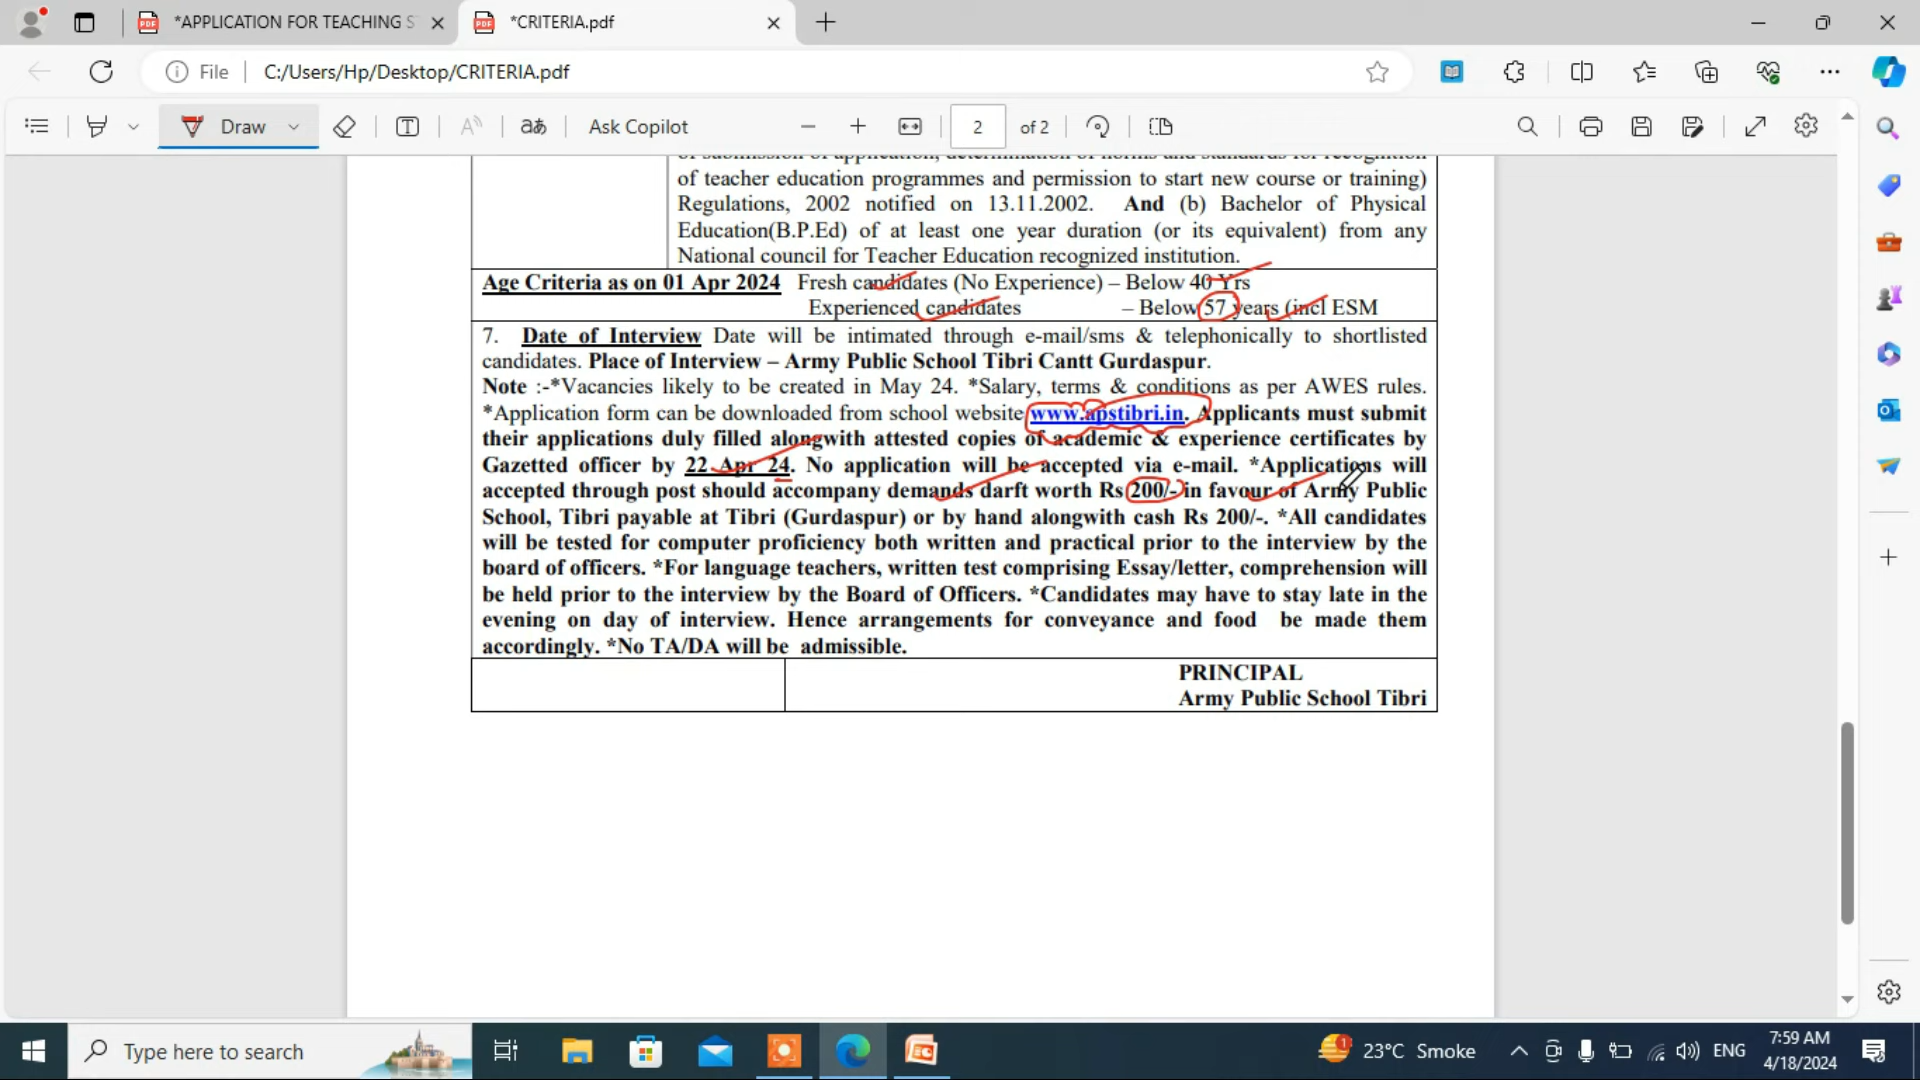 *APPLICATION FOR TEACHING S
*CRITERIA.pdf
File
C:/Users/Hp/Desktop/CRITERIA.pdf
Draw
aあ
Ask Copilot
2
of 2
of submission of application, determination of norms and standards for recognition
of teacher education programmes and permission to start new course or training)
Regulations, 2002 notified on 13.11.2002. And (b) Bachelor of Physical
Education(B.P.Ed) of at least one year duration (or its equivalent) from any
National council for Teacher Education recognized institution.
Age Criteria as on 01 Apr 2024 Fresh candidates (No Experience) – Below 40 Yrs
Experienced candidates – Below 57 years (incl ESM
7. Date of Interview Date will be intimated through e-mail/sms & telephonically to shortlisted
candidates. Place of Interview – Army Public School Tibri Cantt Gurdaspur.
Note :-*Vacancies likely to be created in May 24. *Salary, terms & conditions as per AWES rules.
*Application form can be downloaded from school website www.apstibri.in. Applicants must submit
their applications duly filled alongwith attested copies of academic & experience certificates by
Gazetted officer by 22 Apr 24. No application will be accepted via e-mail. *Applications will
accepted through post should accompany demands darft worth Rs 200/- in favour of Army Public
School, Tibri payable at Tibri (Gurdaspur) or by hand alongwith cash Rs 200/-. *All candidates
will be tested for computer proficiency both written and practical prior to the interview by the
board of officers. *For language teachers, written test comprising Essay/letter, comprehension will
be held prior to the interview by the Board of Officers. *Candidates may have to stay late in the
evening on day of interview. Hence arrangements for conveyance and food be made them
accordingly. *No TA/DA will be admissible.
PRINCIPAL
Army Public School Tibri
Type here to search
23°C Smoke
ENG
7:59 AM
4/18/2024